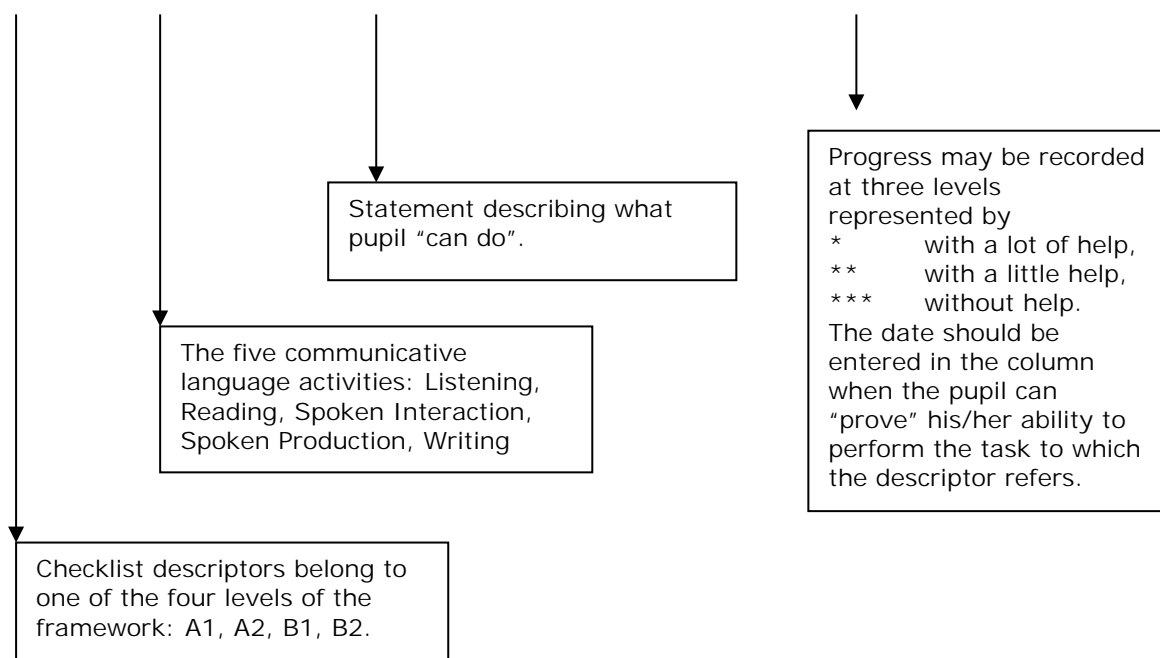 Progress may be recorded
at three levels
represented by
* with a lot of help,
** with a little help,
*** without help.
The date should be
entered in the column
when the pupil can
“prove” his/her ability to
perform the task to which
the descriptor refers.
Statement describing what
pupil “can do”.
The five communicative
language activities: Listening,
Reading, Spoken Interaction,
Spoken Production, Writing
Checklist descriptors belong to
one of the four levels of the
framework: A1, A2, B1, B2.